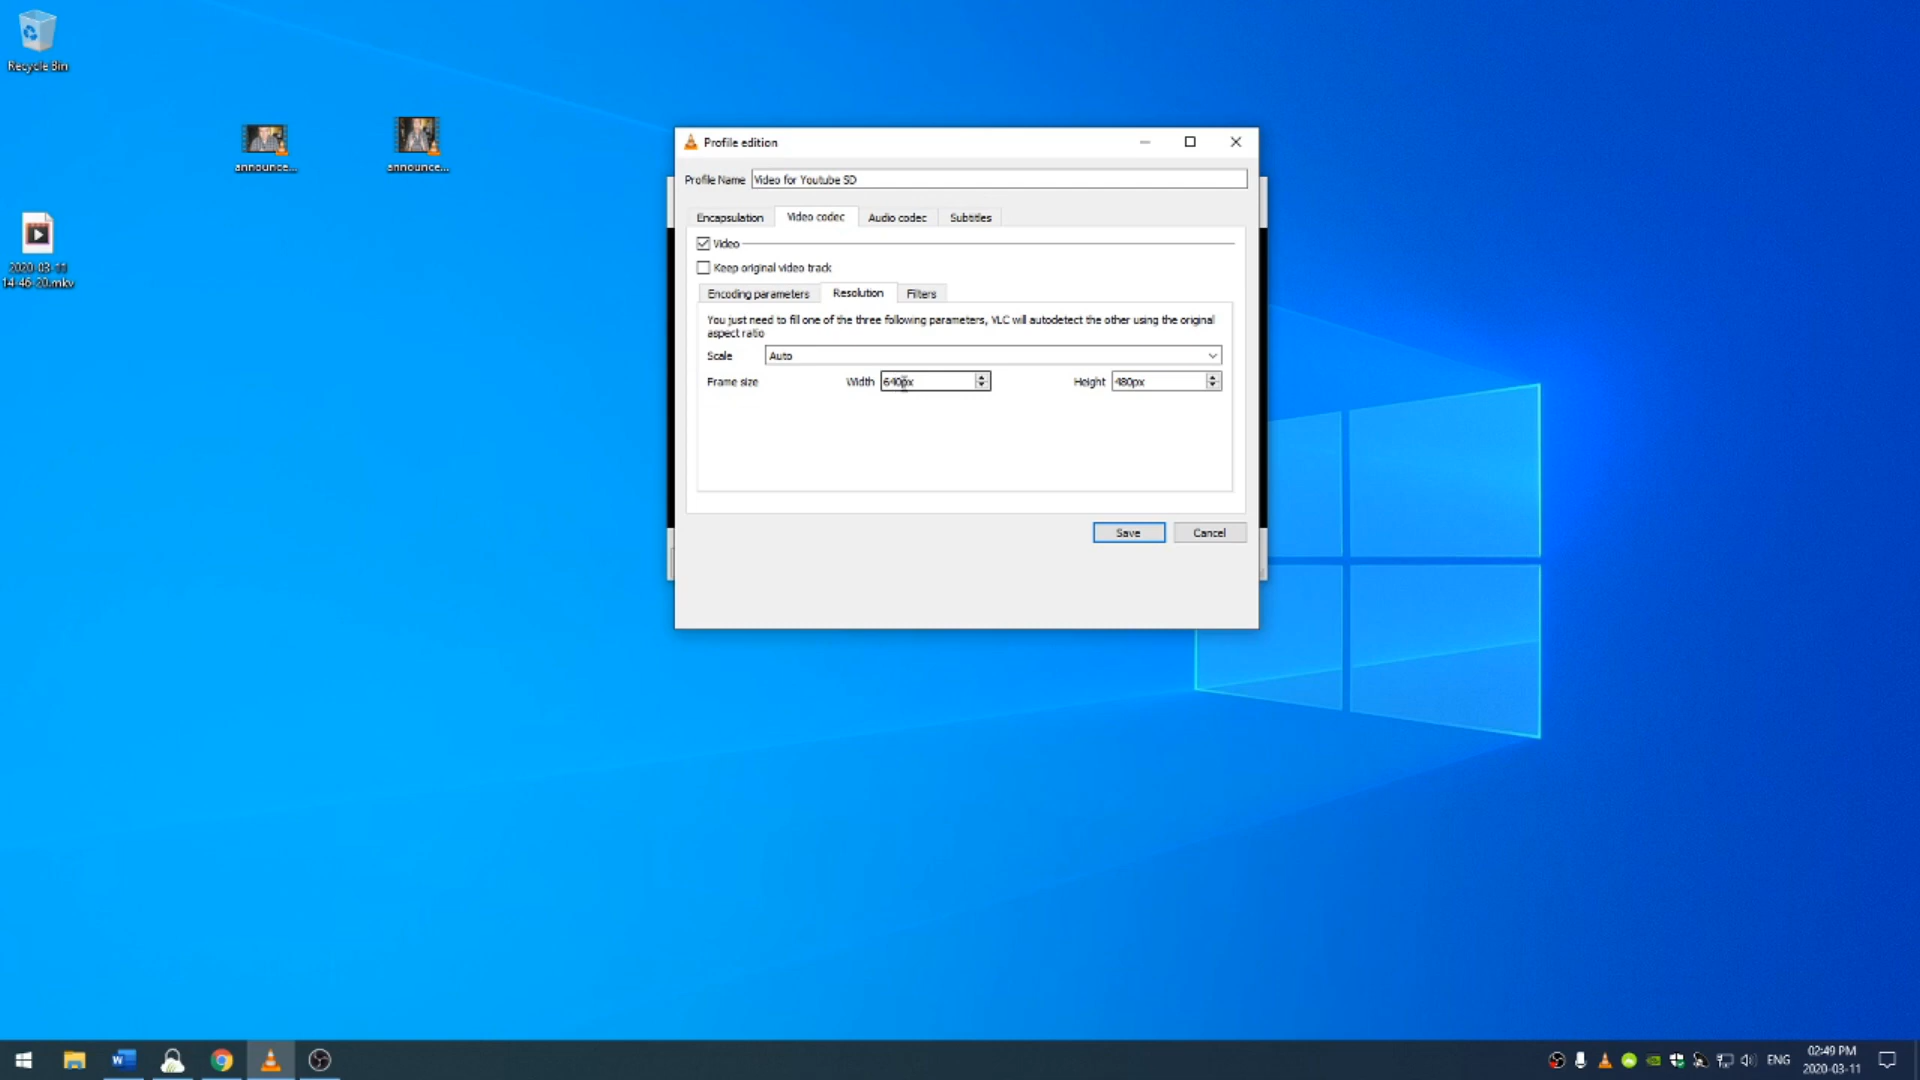 Recycle Bin
announce...
announce...
2020-03-11
14-46-20.mkv
Profile edition
Profile Name
Video for Youtube SD
Encapsulation
Video codec
Audio codec
Subtitles
Video
Keep original video track
Encoding parameters
Resolution
Filters
You just need to fill one of the three following parameters, VLC will autodetect the other using the original
aspect ratio
Scale
Auto
Frame size
Width
640px
Height
480px
Save
Cancel
W
ENG
02:49 PM
2020-03-11